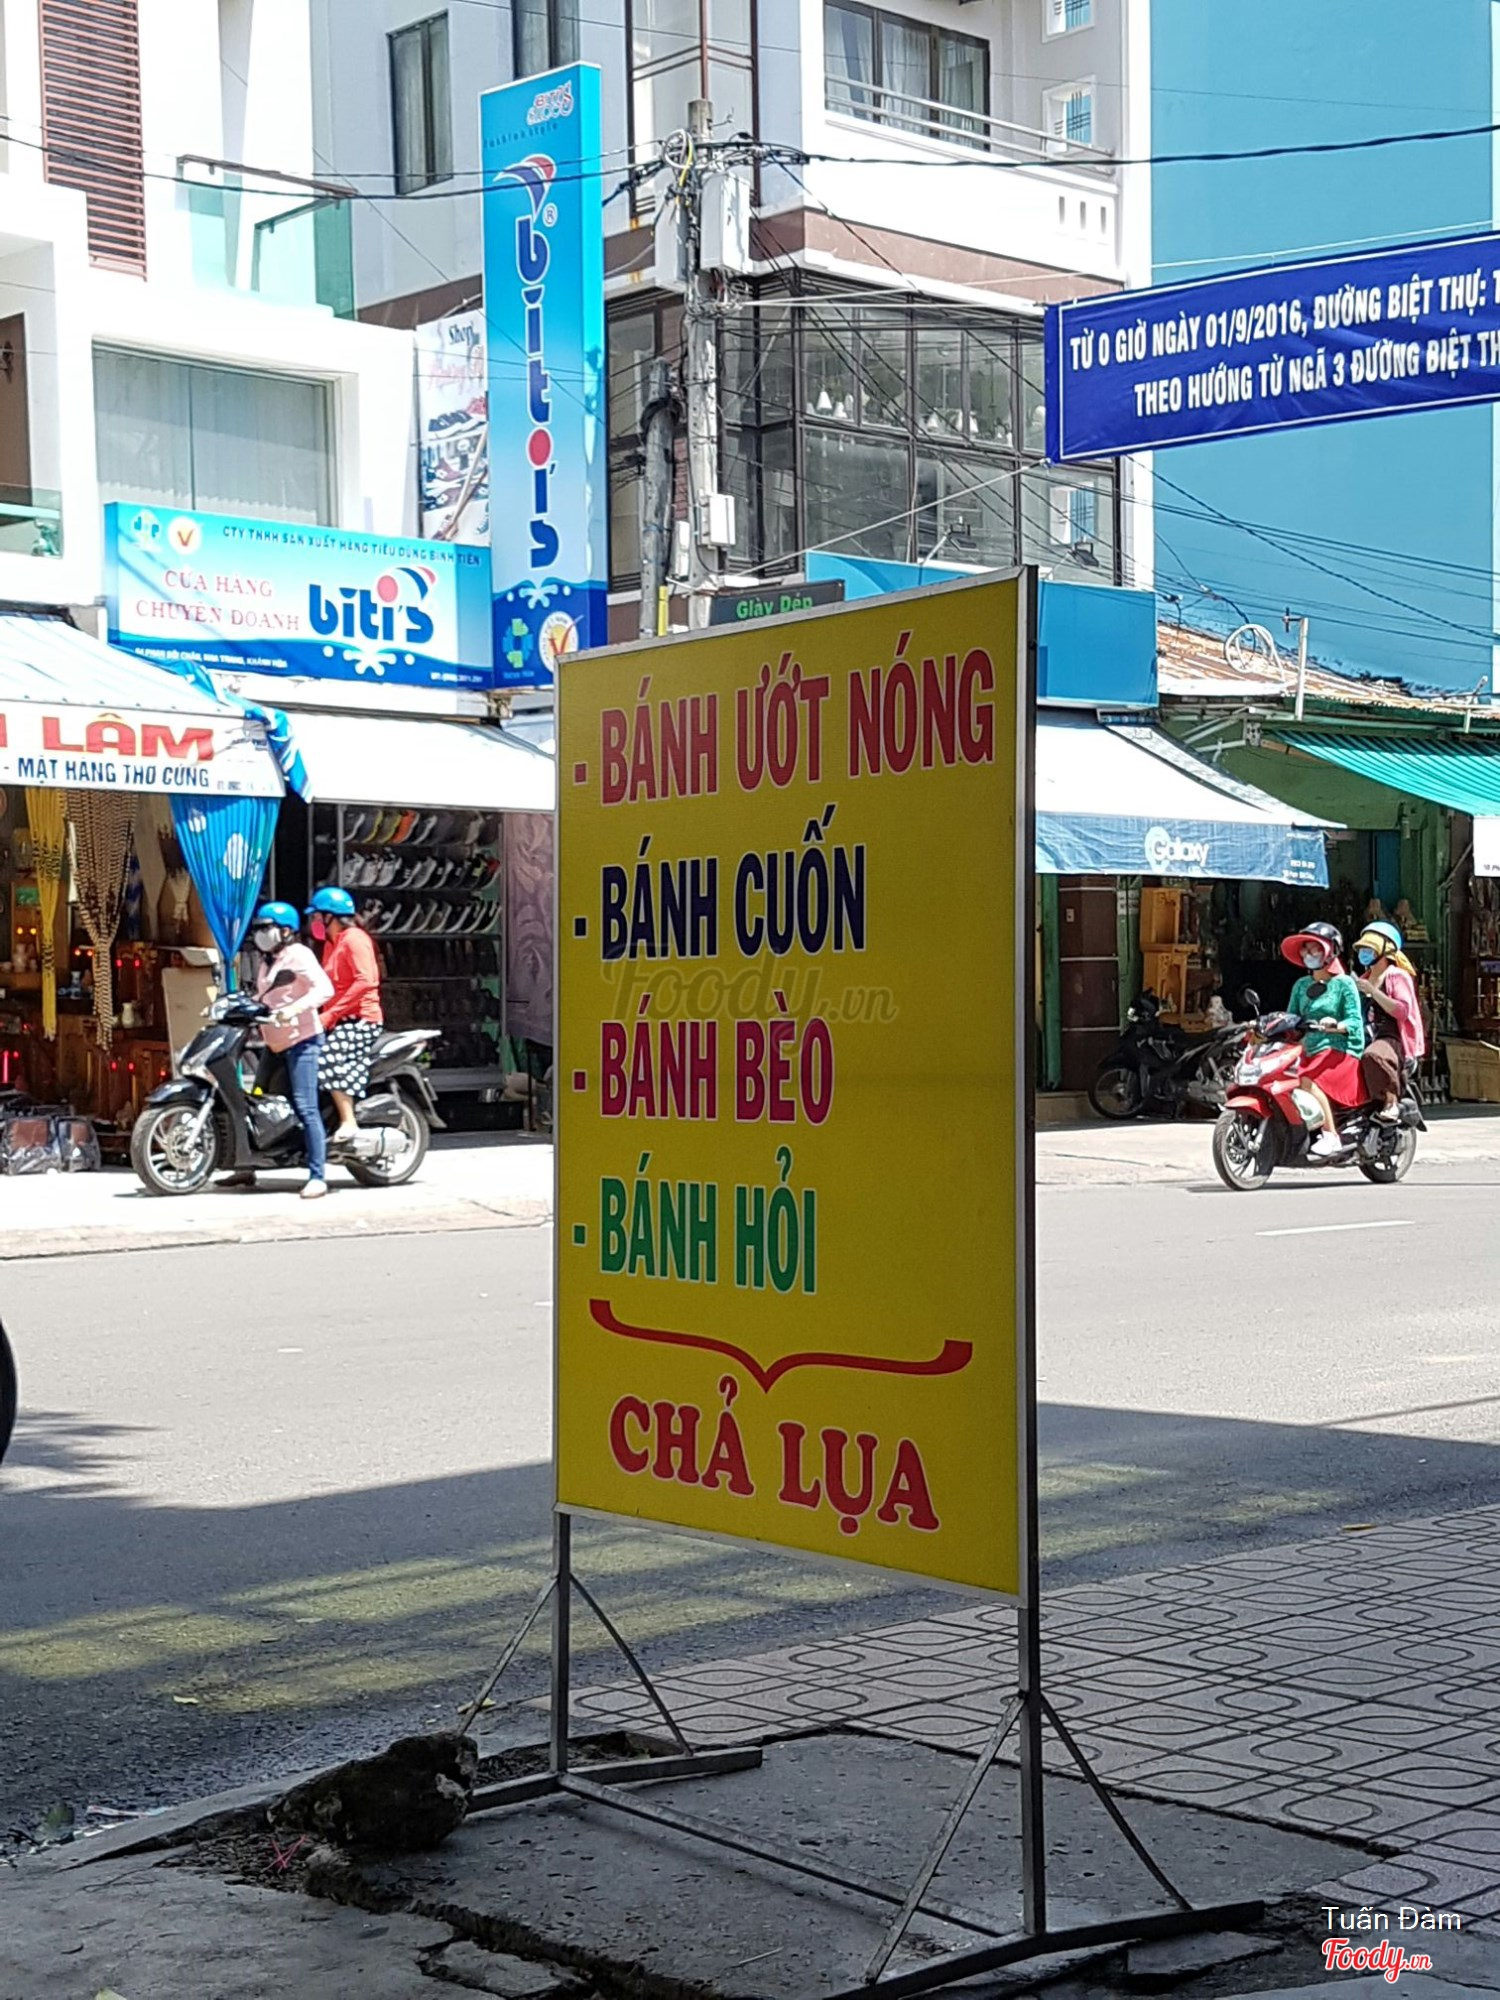 BITI'S
bitis
TỪ 0 GIỜ NGÀY 01/9/2016, ĐƯỜNG BIỆT THỰ:
THEO HƯỚNG TỪ NGÃ 3 ĐƯỜNG BIỆT
Shop
CTY TNHH SẢN XUẤT HÀNG TIÊU DÙNG BÌNH TIÊN
CỬA HÀNG
CHUYÊN DOANH
biti's
Giày Dép
LÂM
- MẶT HÀNG THỜ CÚNG
Galaxy
- BÁNH ƯỚT NÓNG
- BÁNH CUỐN
- BÁNH BÈO
- BÁNH HỎI
CHẢ LỤA
Foody.vn
Tuấn Đàm
Foody.vn